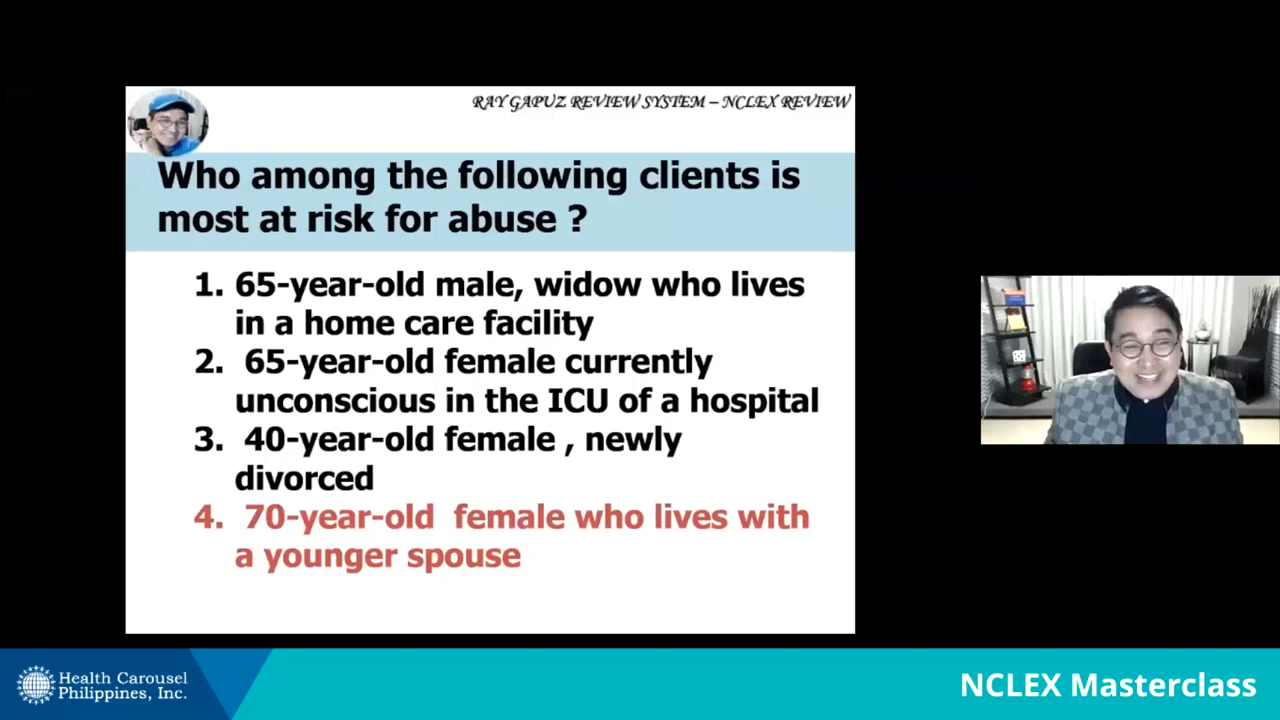 RAY GAPUZ REVIEW SYSTEM – NCLEX REVIEW
Who among the following clients is
most at risk for abuse ?
1. 65-year-old male, widow who lives
in a home care facility
2. 65-year-old female currently
unconscious in the ICU of a hospital
3. 40-year-old female , newly
divorced
4. 70-year-old female who lives with
a younger spouse
Health Carousel
Philippines, Inc.
NCLEX Masterclass